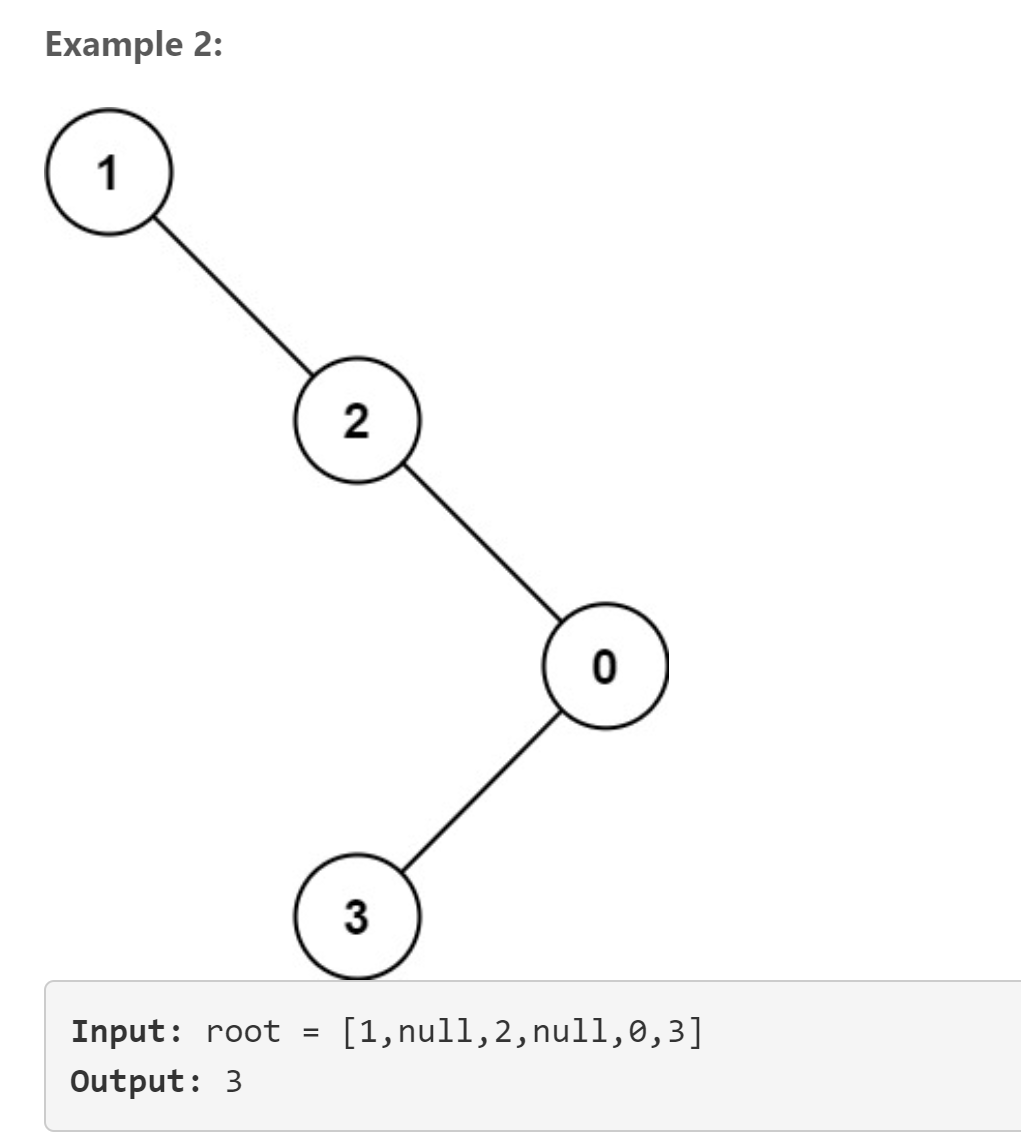 Example 2:
1
2
0
3
Input: root = [1,null,2,null,0,3]
Output: 3